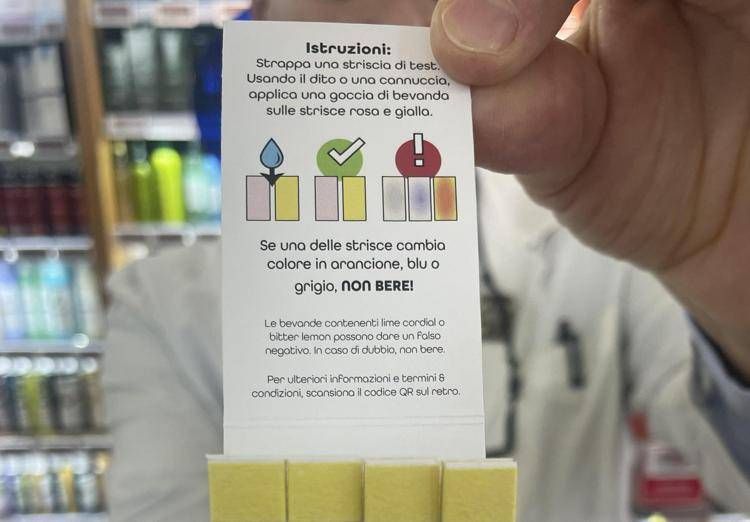 Istruzioni:
Strappa una striscia di test.
Usando il dito o una cannuccia,
applica una goccia di bevanda
sulle strisce rosa e gialla.
Se una delle strisce cambia
colore in arancione, blu o
grigio, NON BERE!
Le bevande contenenti lime cordial o
bitter lemon possono dare un falso
negativo. In caso di dubbio, non bere.
Per ulteriori informazioni e termini &
condizioni, scansiona il codice QR sul retro.